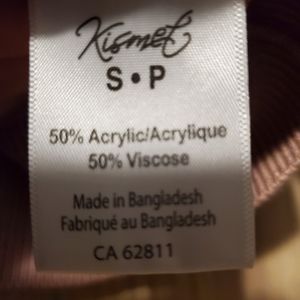 Kismet
S•P
50% Acrylic/Acrylique
50% Viscose
Made in Bangladesh
Fabriqué au Bangladesh
CA 62811